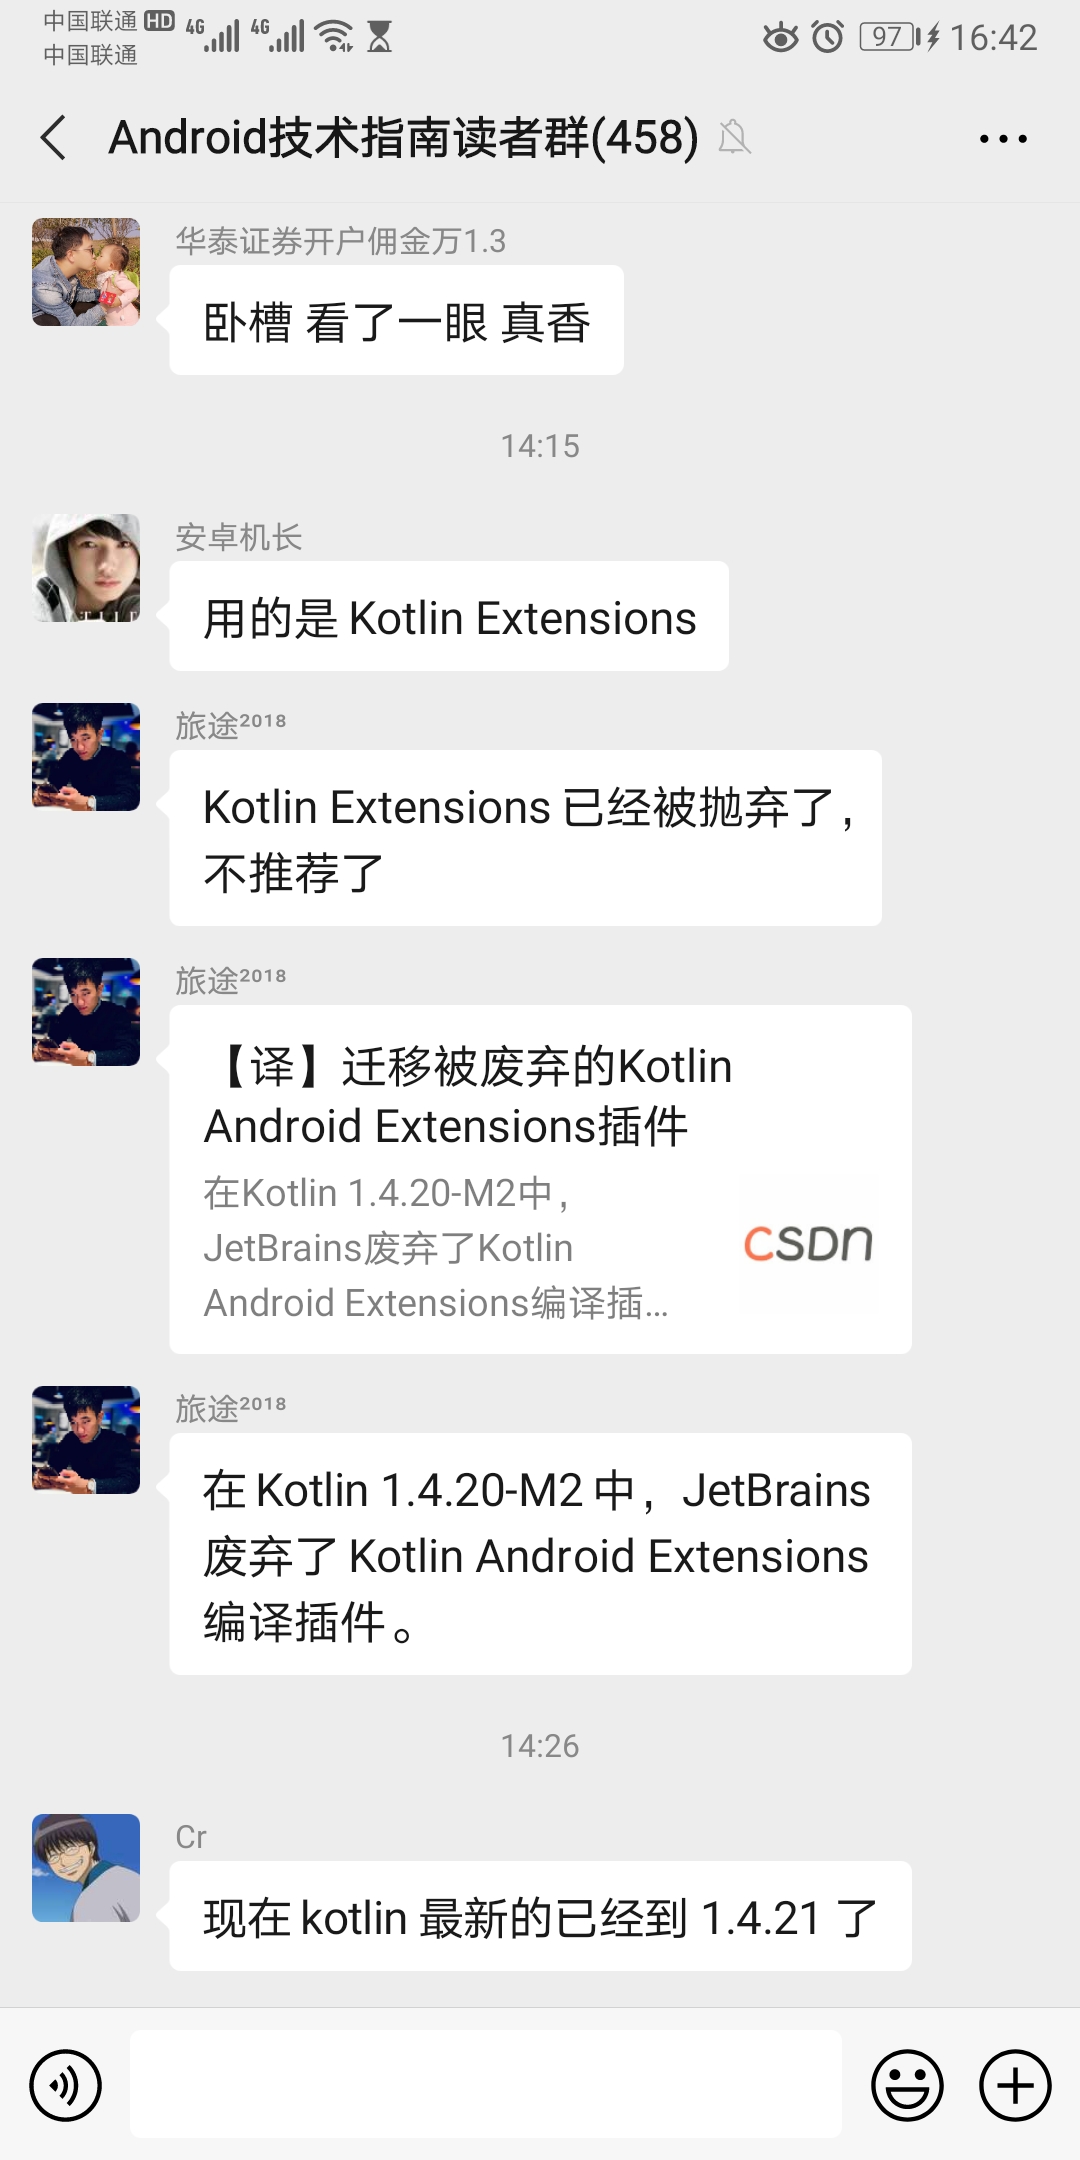 中国联通 HD 4G 4G 97 16:42
中国联通
Android技术指南读者群(458)
华泰证券开户佣金万1.3
卧槽 看了一眼 真香
14:15
安卓机长
用的是 Kotlin Extensions
旅途²⁰¹⁸
Kotlin Extensions 已经被抛弃了，
不推荐了
旅途²⁰¹⁸
【译】迁移被废弃的Kotlin
Android Extensions插件
在Kotlin 1.4.20-M2中，
JetBrains废弃了Kotlin
Android Extensions编译插...
CSDN
旅途²⁰¹⁸
在 Kotlin 1.4.20-M2 中，JetBrains
废弃了 Kotlin Android Extensions
编译插件。
14:26
Cr
现在 kotlin 最新的已经到 1.4.21 了